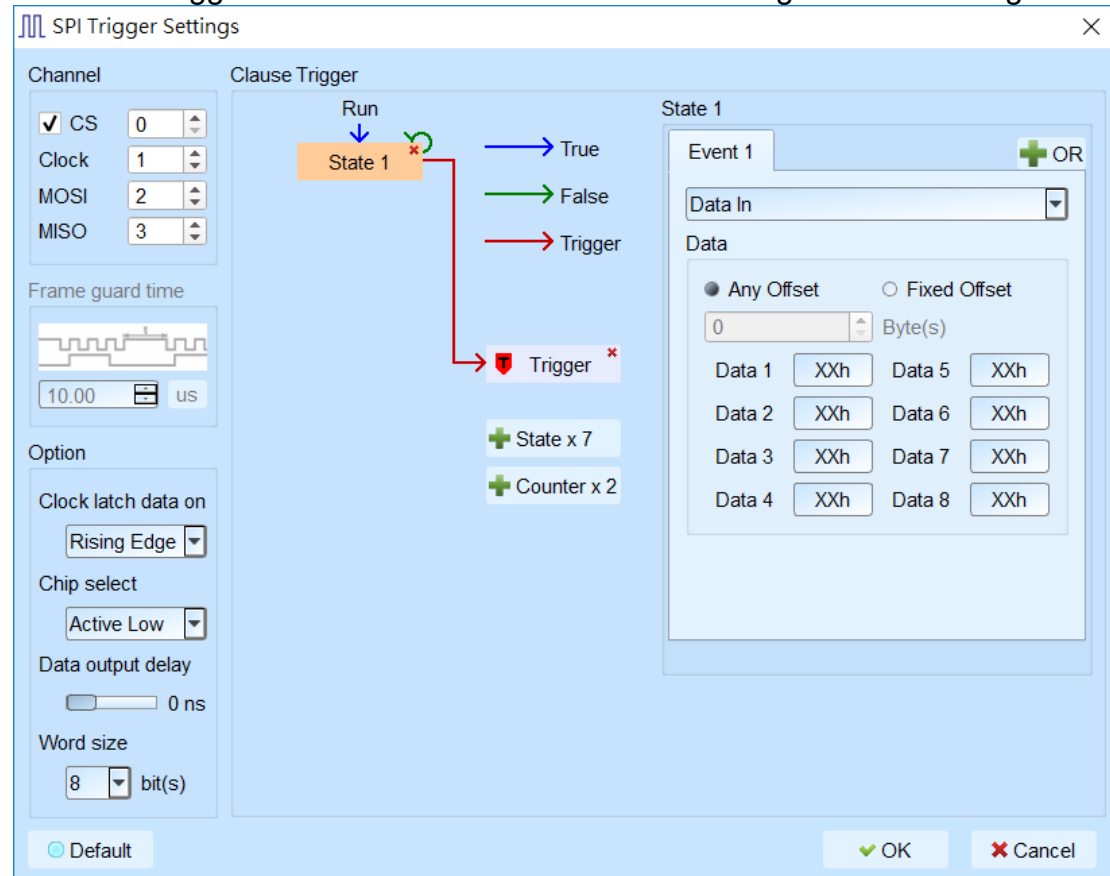 SPI Trigger Settings
Channel
CS 0
Clock 1
MOSI 2
MISO 3
Frame guard time
t
10.00 us
Option
Clock latch data on
Rising Edge
Chip select
Active Low
Data output delay
0 ns
Word size
8 bit(s)
Default
Clause Trigger
Run
State 1
True
False
Trigger
T Trigger
State x 7
Counter x 2
State 1
Event 1
OR
Data In
Data
Any Offset Fixed Offset
0 Byte(s)
Data 1 XXh Data 5 XXh
Data 2 XXh Data 6 XXh
Data 3 XXh Data 7 XXh
Data 4 XXh Data 8 XXh
OK Cancel